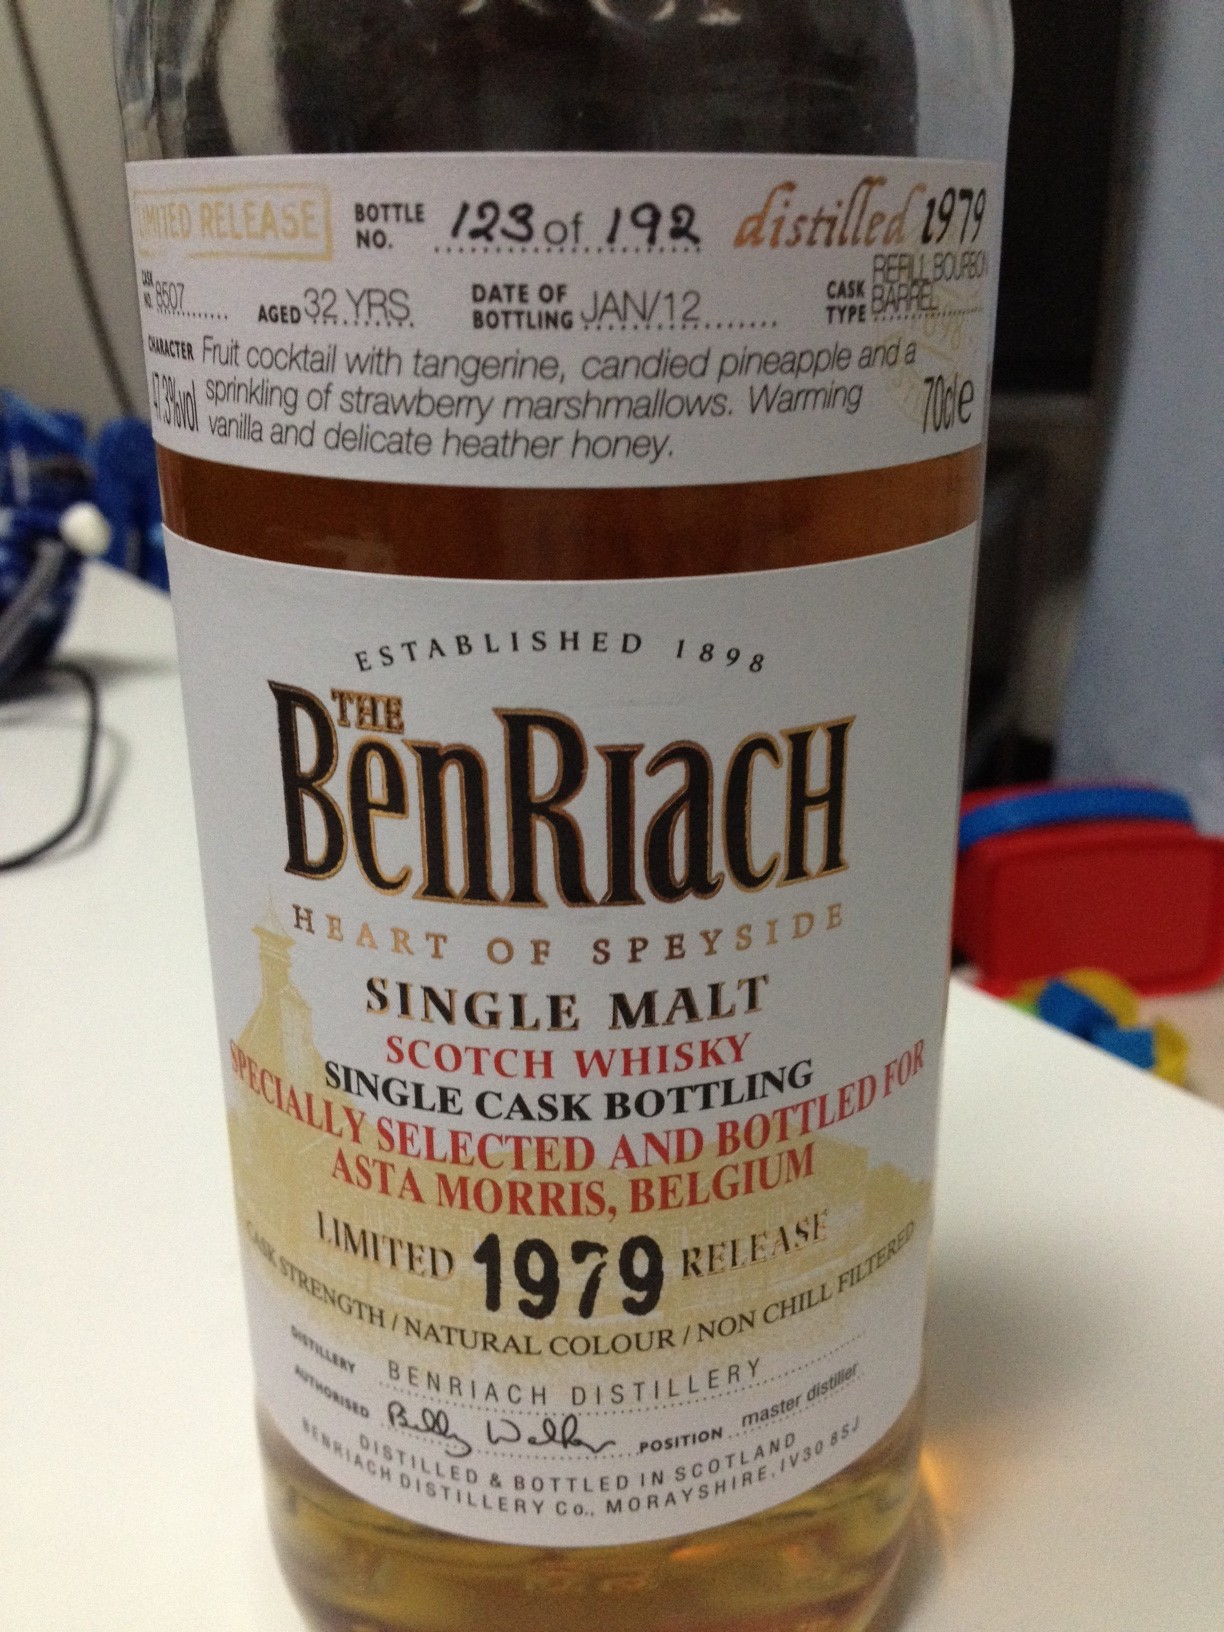 LIMITED RELEASE
BOTTLE NO. 123 of 192
distilled 1979
CASK NO. 8507
AGED 32 YRS
DATE OF BOTTLING JAN/12
CASK TYPE REFILL BOURBON BARREL
CHARACTER Fruit cocktail with tangerine, candied pineapple and a
sprinkling of strawberry marshmallows. Warming
vanilla and delicate heather honey.
47.3%vol
70cl e
ESTABLISHED 1898
THE
BENRIACH
HEART OF SPEYSIDE
SINGLE MALT
SCOTCH WHISKY
SINGLE CASK BOTTLING
SPECIALLY SELECTED AND BOTTLED FOR
ASTA MORRIS, BELGIUM
LIMITED 1979 RELEASE
CASK STRENGTH / NATURAL COLOUR / NON CHILL FILTERED
DISTILLERY BENRIACH DISTILLERY
AUTHORISED Billy Walker POSITION master distiller
DISTILLED & BOTTLED IN SCOTLAND
BENRIACH DISTILLERY Co., MORAYSHIRE, IV30 8SJ